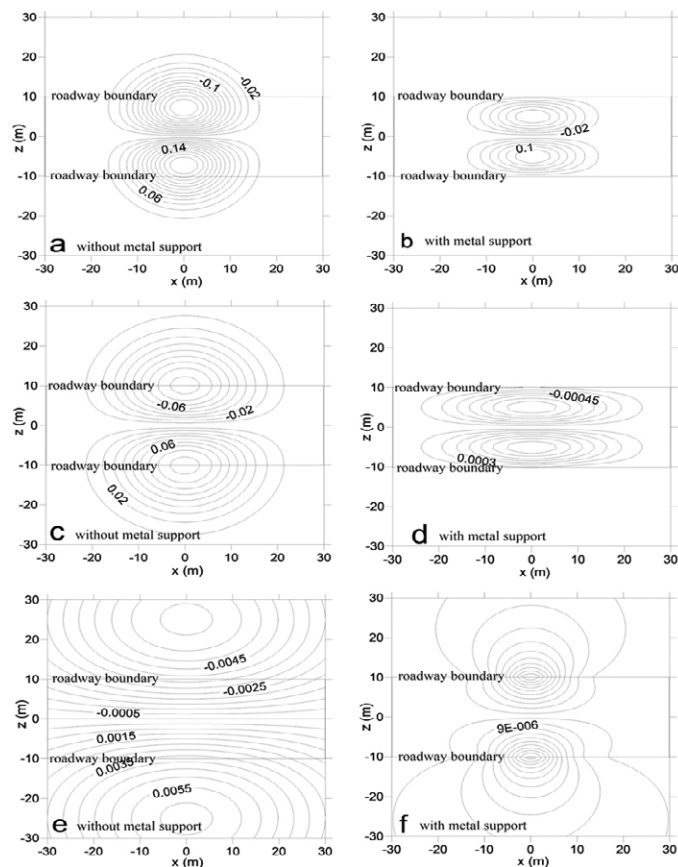 30
20
roadway boundary
-0.1
-0.02
10
z (m)
0
0.14
roadway boundary
-10
0.06
-20
a without metal support
-30
-30 -20 -10 0 10 20 30
x (m)
30
20
roadway boundary
10
-0.02
z (m)
0
0.1
roadway boundary
-10
-20
b with metal support
-30
-30 -20 -10 0 10 20 30
x (m)
30
20
roadway boundary
10
-0.06
-0.02
z (m)
0
0.06
roadway boundary
-10
0.02
-20
c without metal support
-30
-30 -20 -10 0 10 20 30
x (m)
30
20
roadway boundary
10
-0.00045
z (m)
0
0.0003
roadway boundary
-10
-20
d with metal support
-30
-30 -20 -10 0 10 20 30
x (m)
30
20
-0.0045
roadway boundary
10
-0.0025
-0.0005
z (m)
0
0.0015
roadway boundary
-10
0.0035
-20
0.0055
e without metal support
-30
-30 -20 -10 0 10 20 30
x (m)
30
20
roadway boundary
10
z (m)
0
9E-006
roadway boundary
-10
-20
f with metal support
-30
-30 -20 -10 0 10 20 30
x (m)